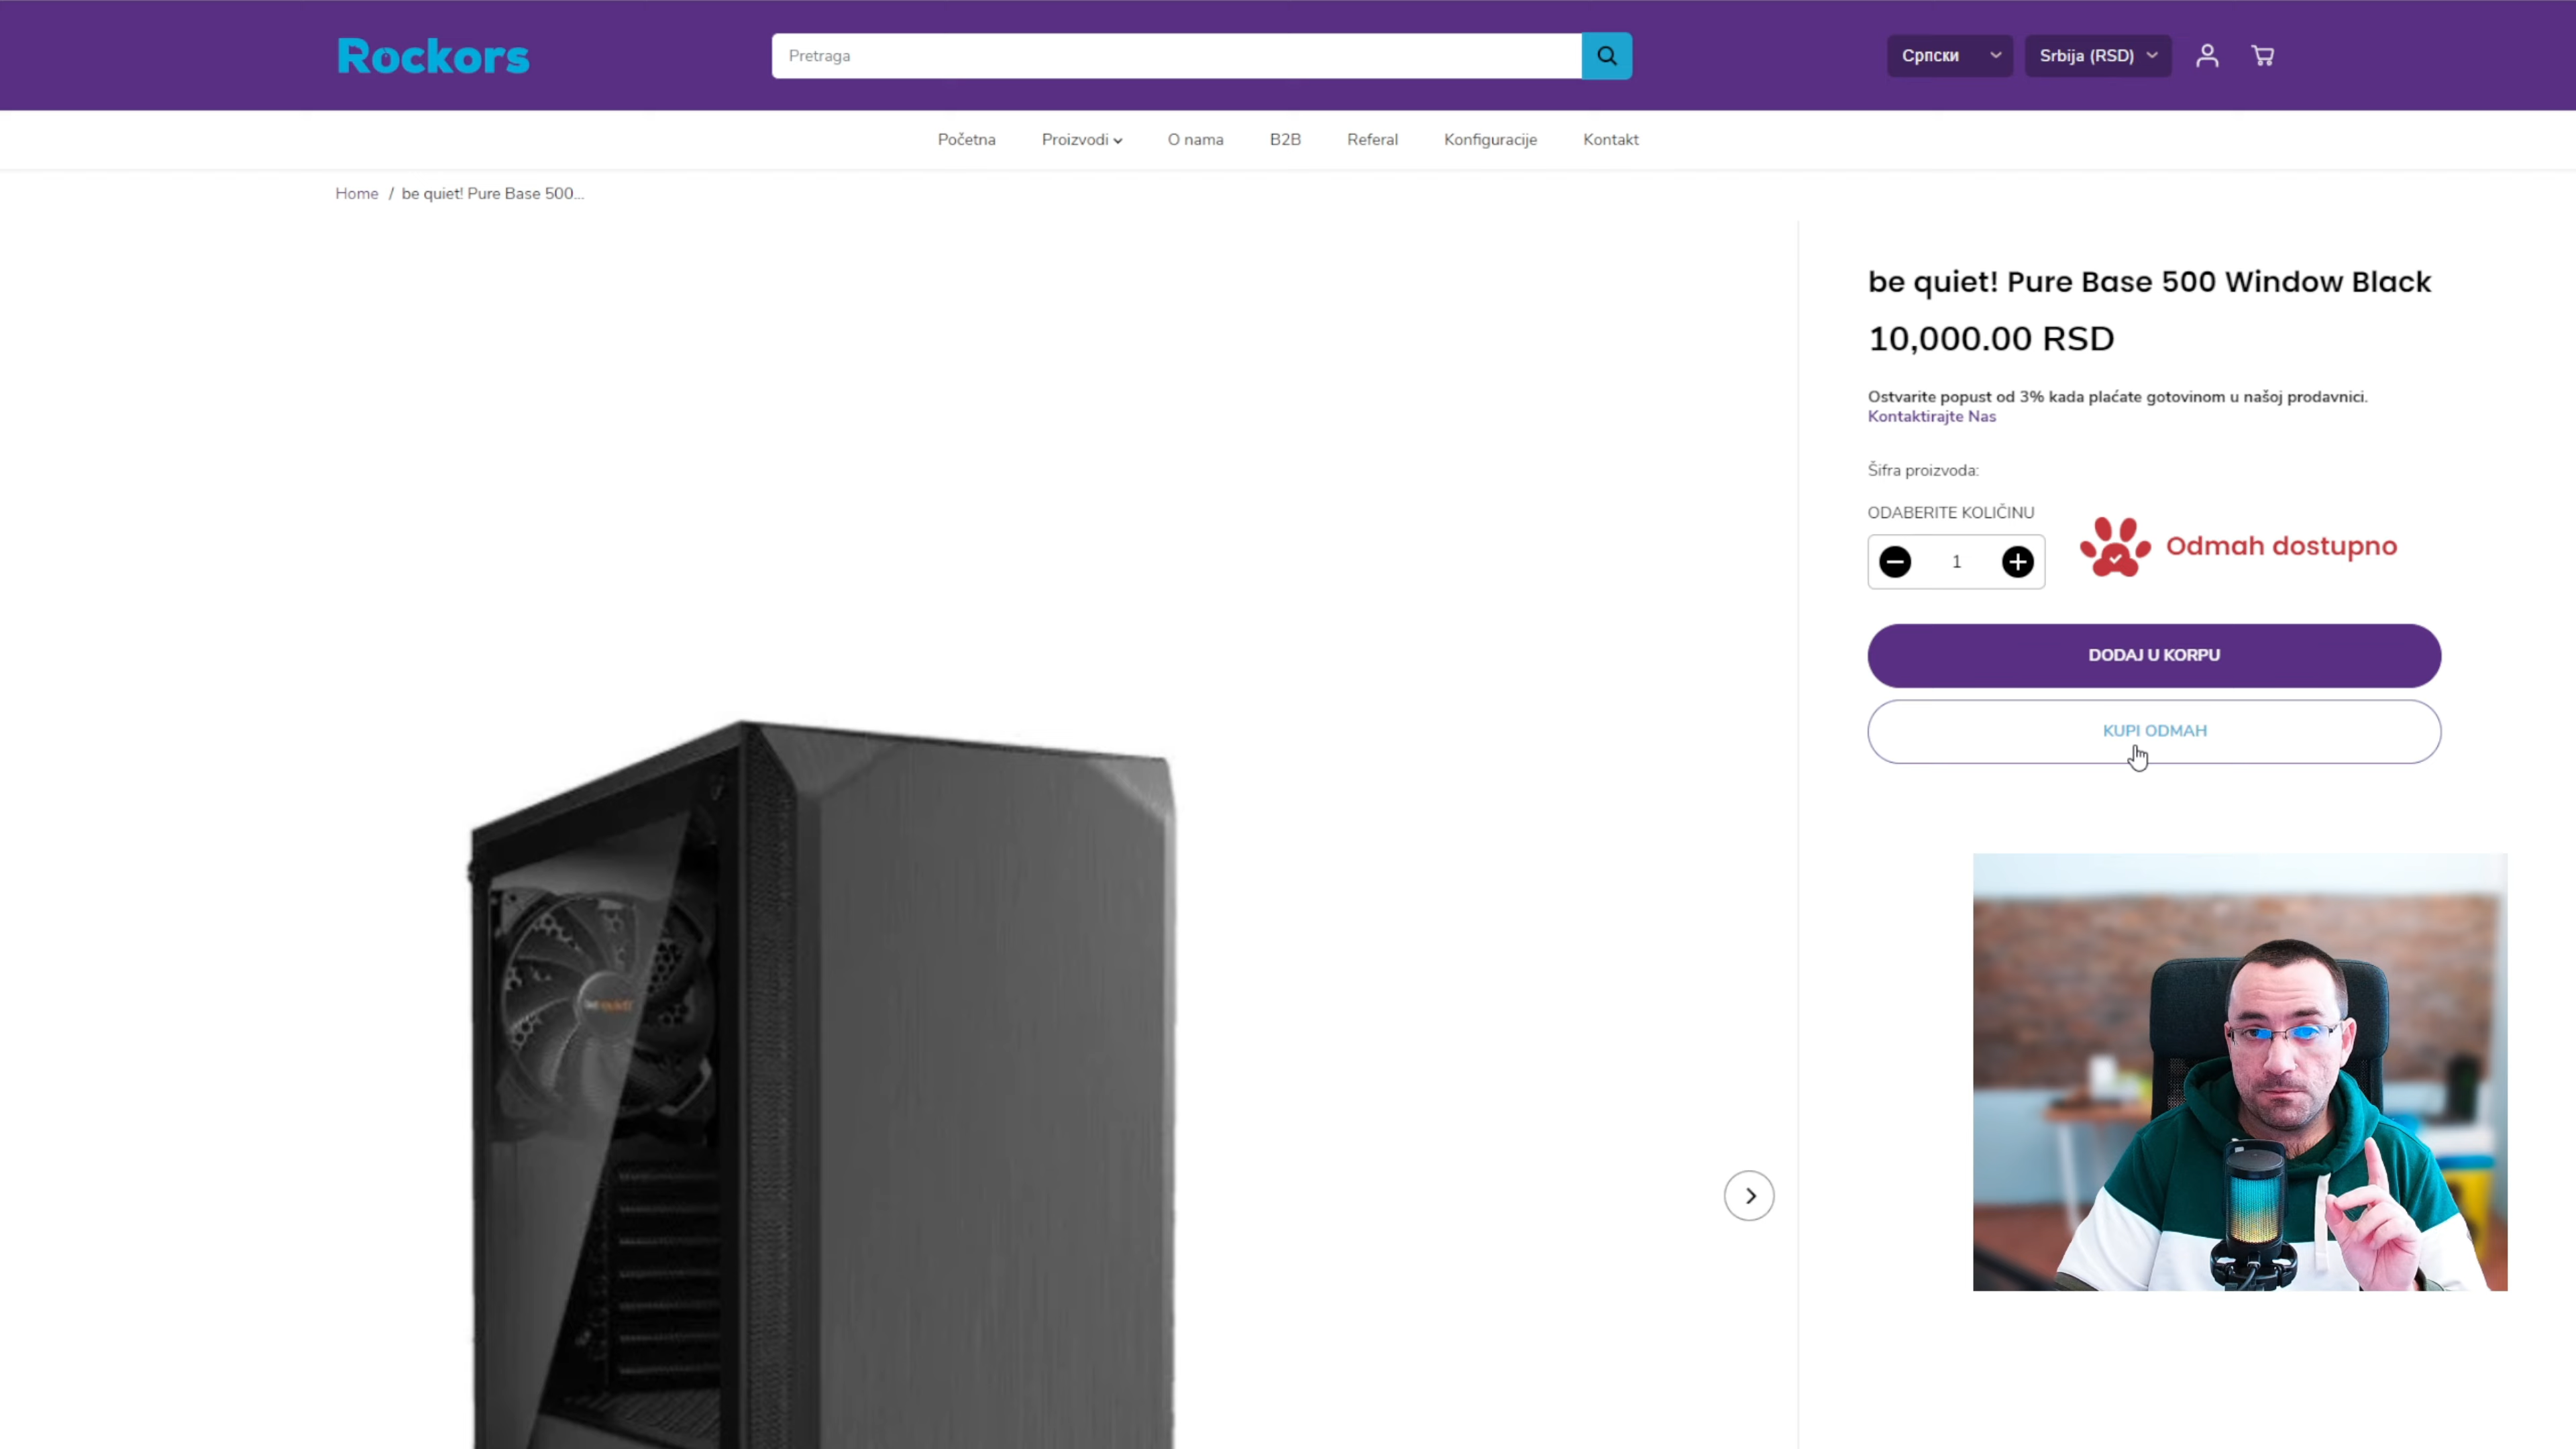 Rockors
Pretraga
Српски
Srbija (RSD)
Početna
Proizvodi
O nama
B2B
Referal
Konfiguracije
Kontakt
Home / be quiet! Pure Base 500...
be quiet! Pure Base 500 Window Black
10,000.00 RSD
Ostvarite popust od 3% kada plaćate gotovinom u našoj prodavnici.
Kontaktirajte Nas
Šifra proizvoda:
ODABERITE KOLIČINU
1
Odmah dostupno
DODAJ U KORPU
KUPI ODMAH